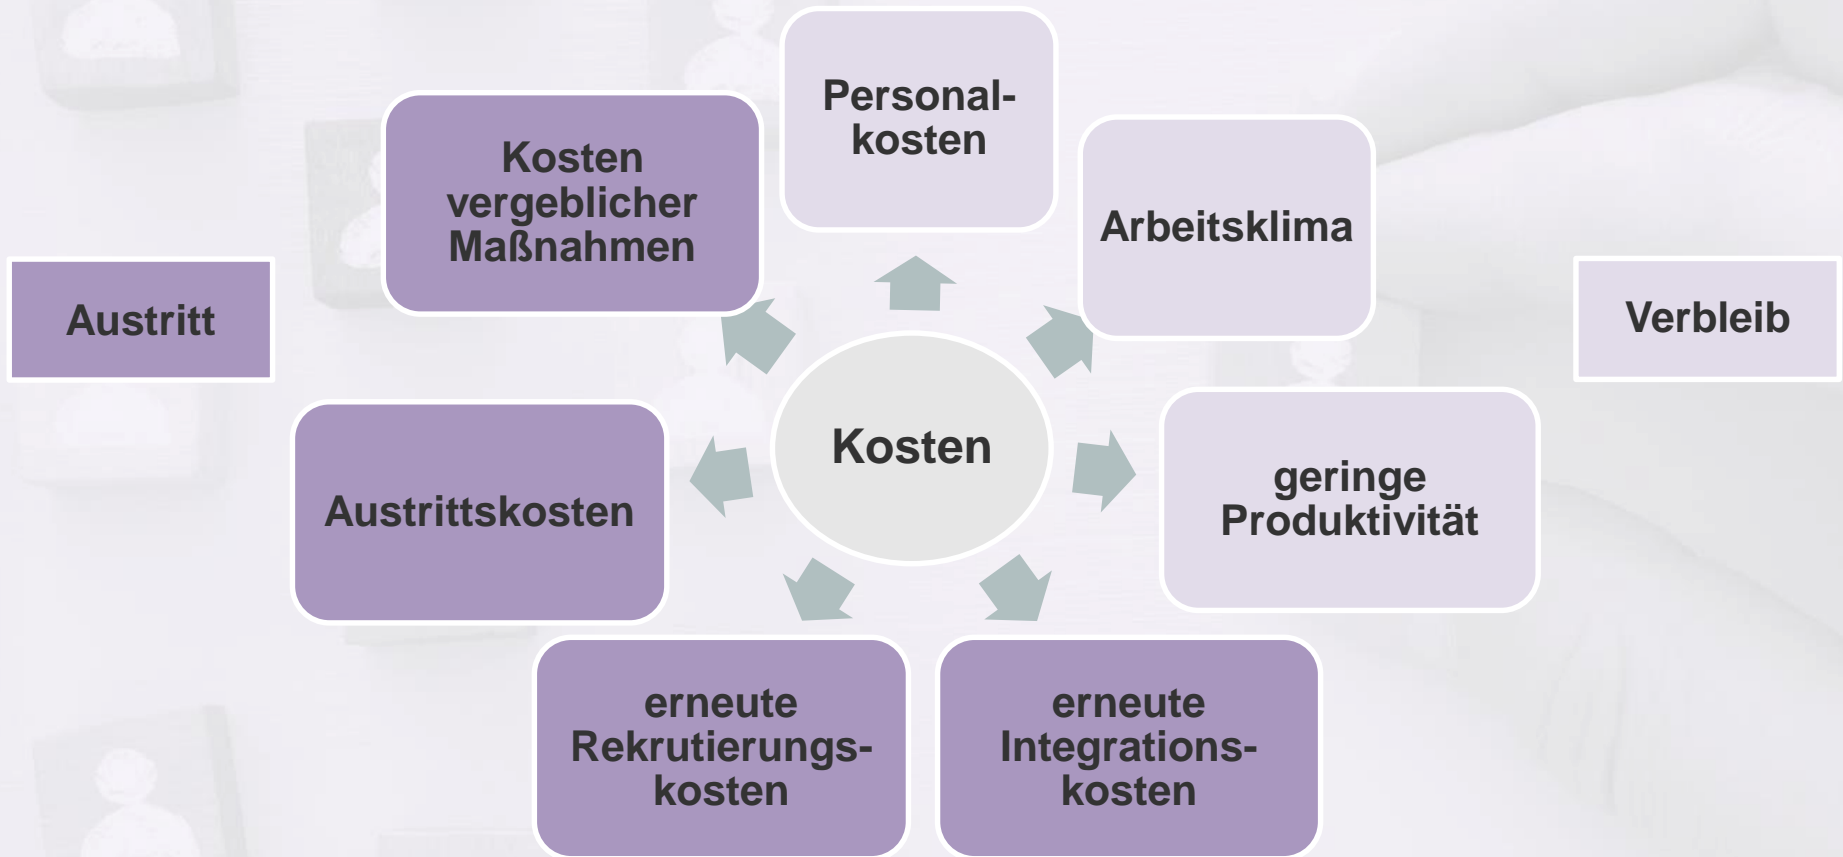 Personal-
kosten
Kosten
vergeblicher
Maßnahmen
Arbeitsklima
Austritt
Verbleib
Kosten
Austrittskosten
geringe
Produktivität
erneute
Rekrutierungs-
kosten
erneute
Integrations-
kosten